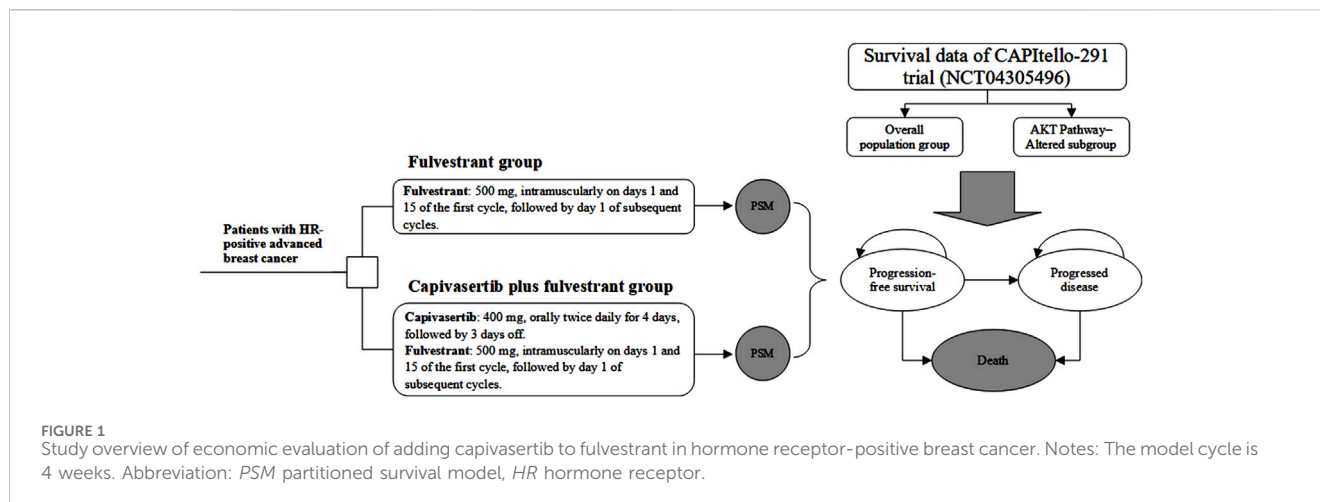 Survival data of CAPItello-291
trial (NCT04305496)
Overall
population group
AKT Pathway–
Altered subgroup
Fulvestrant group
Fulvestrant: 500 mg, intramuscularly on days 1 and
15 of the first cycle, followed by day 1 of subsequent
cycles.
PSM
Patients with HR-
positive advanced
breast cancer
Capivasertib plus fulvestrant group
Capivasertib: 400 mg, orally twice daily for 4 days,
followed by 3 days off.
Fulvestrant: 500 mg, intramuscularly on days 1 and
15 of the first cycle, followed by day 1 of
subsequent cycles.
PSM
Progression-
free survival
Progressed
disease
Death
FIGURE 1
Study overview of economic evaluation of adding capivasertib to fulvestrant in hormone receptor-positive breast cancer. Notes: The model cycle is
4 weeks. Abbreviation: PSM partitioned survival model, HR hormone receptor.